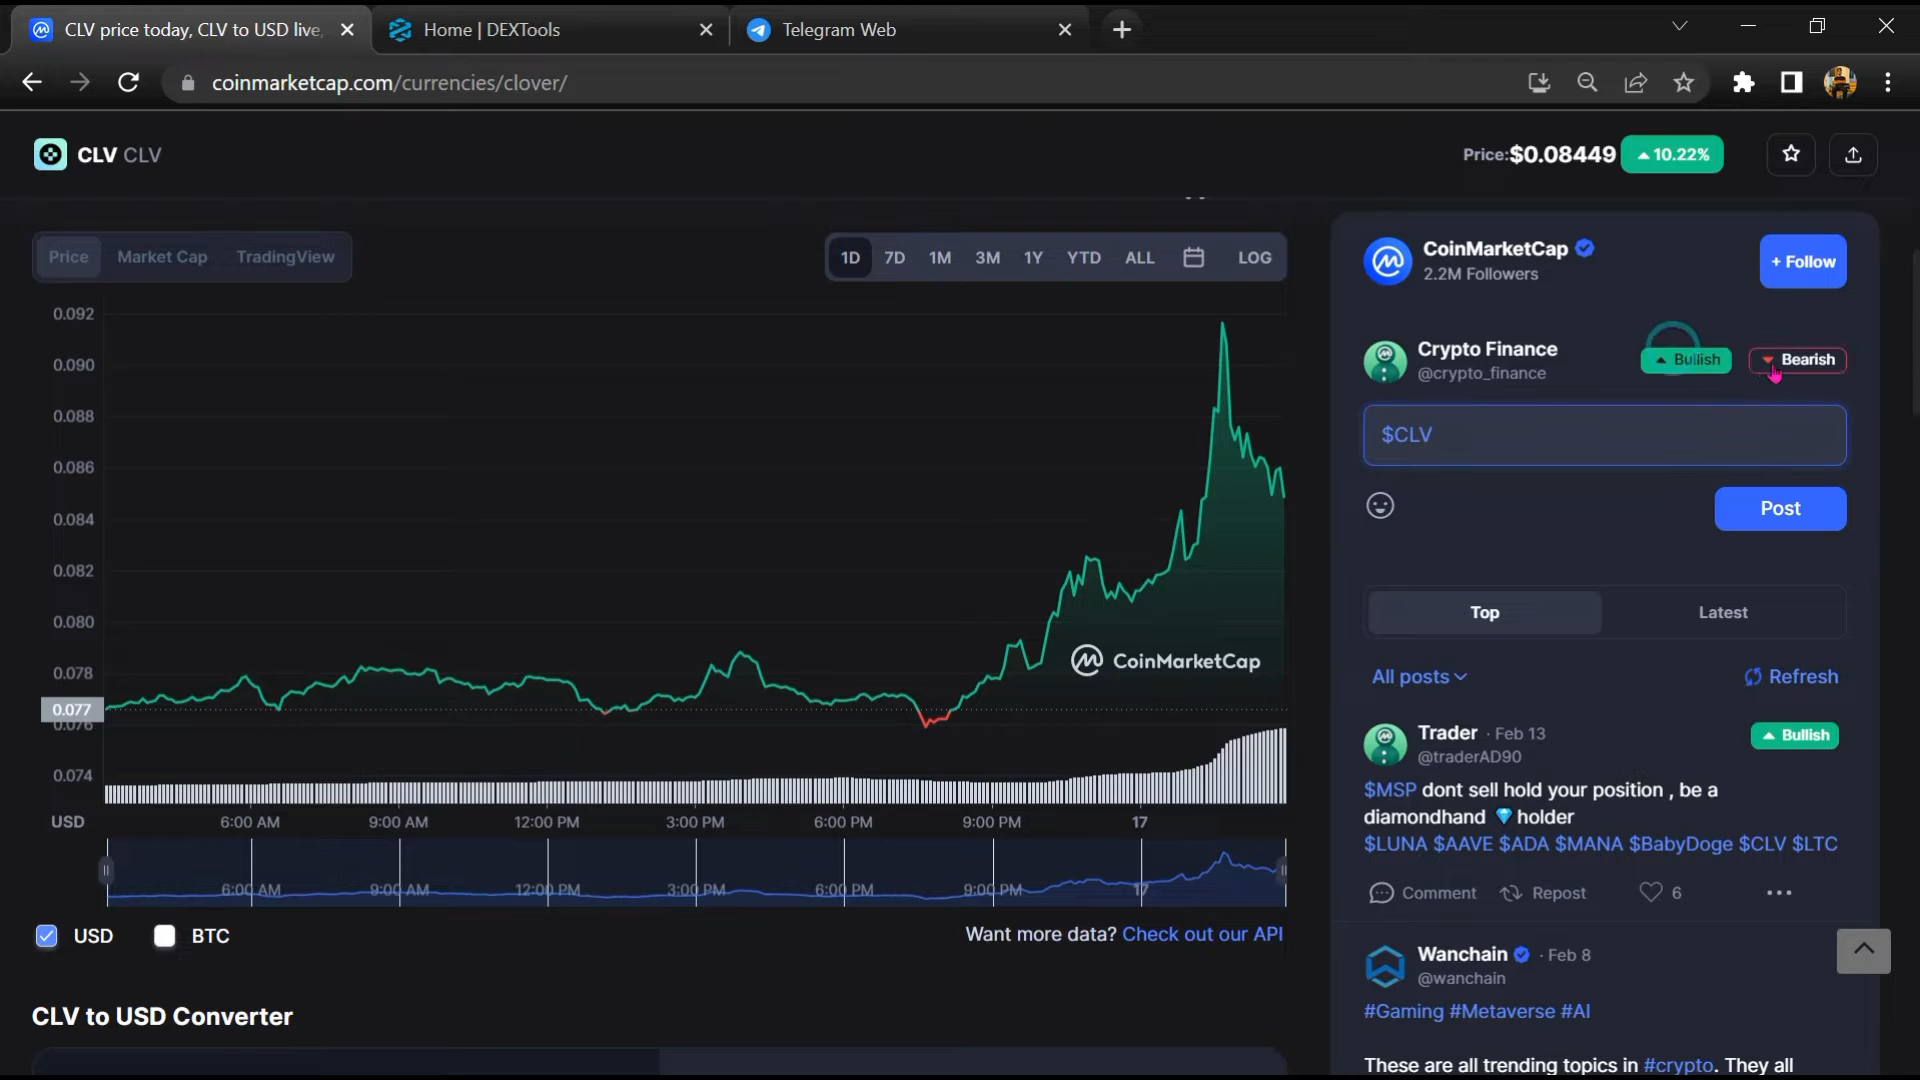 CLV price today, CLV to USD live,
Home | DEXTools
Telegram Web
coinmarketcap.com/currencies/clover/
CLV CLV
Price:$0.08449
10.22%
Price
Market Cap
TradingView
1D
7D
1M
3M
1Y
YTD
ALL
LOG
0.092
0.090
0.088
0.086
0.084
0.082
0.080
0.078
0.077
0.076
0.074
CoinMarketCap
USD
6:00 AM
9:00 AM
12:00 PM
3:00 PM
6:00 PM
9:00 PM
17
6:00 AM
9:00 AM
12:00 PM
3:00 PM
6:00 PM
9:00 PM
17
USD
BTC
Want more data? Check out our API
CLV to USD Converter
CoinMarketCap
2.2M Followers
+ Follow
Crypto Finance
@crypto_finance
Bullish
Bearish
$CLV
Post
Top
Latest
All posts
Refresh
Trader · Feb 13
@traderAD90
Bullish
$MSP dont sell hold your position , be a
diamondhand 💎 holder
$LUNA $AAVE $ADA $MANA $BabyDoge $CLV $LTC
Comment
Repost
6
Wanchain · Feb 8
@wanchain
#Gaming #Metaverse #AI
These are all trending topics in #crypto. They all